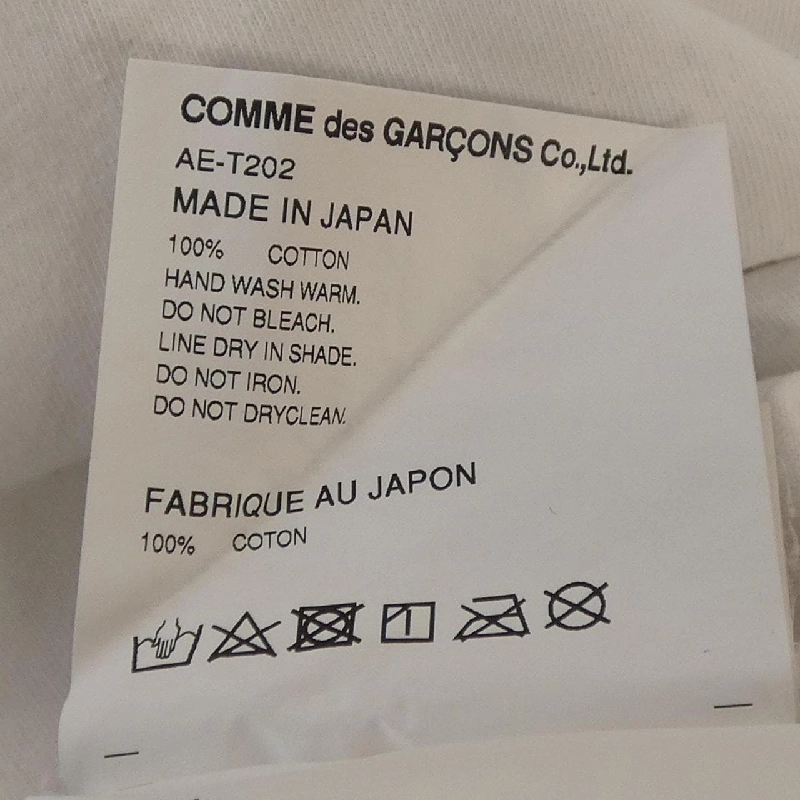 COMME des GARÇONS Co.,Ltd.
AE-T202
MADE IN JAPAN
100% COTTON
HAND WASH WARM.
DO NOT BLEACH.
LINE DRY IN SHADE.
DO NOT IRON.
DO NOT DRYCLEAN.
FABRIQUE AU JAPON
100% COTON